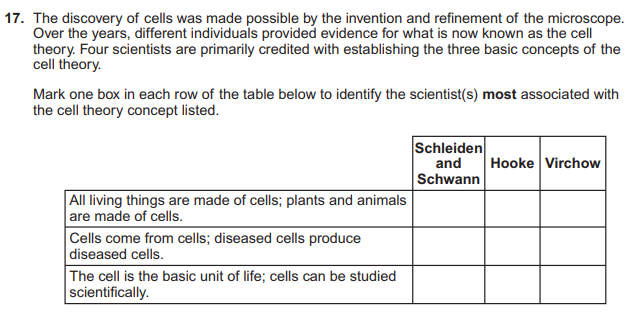 17. The discovery of cells was made possible by the invention and refinement of the microscope.
Over the years, different individuals provided evidence for what is now known as the cell
theory. Four scientists are primarily credited with establishing the three basic concepts of the
cell theory.
Mark one box in each row of the table below to identify the scientist(s) most associated with
the cell theory concept listed.
Schleiden
and
Schwann
Hooke
Virchow
All living things are made of cells; plants and animals
are made of cells.
Cells come from cells; diseased cells produce
diseased cells.
The cell is the basic unit of life; cells can be studied
scientifically.